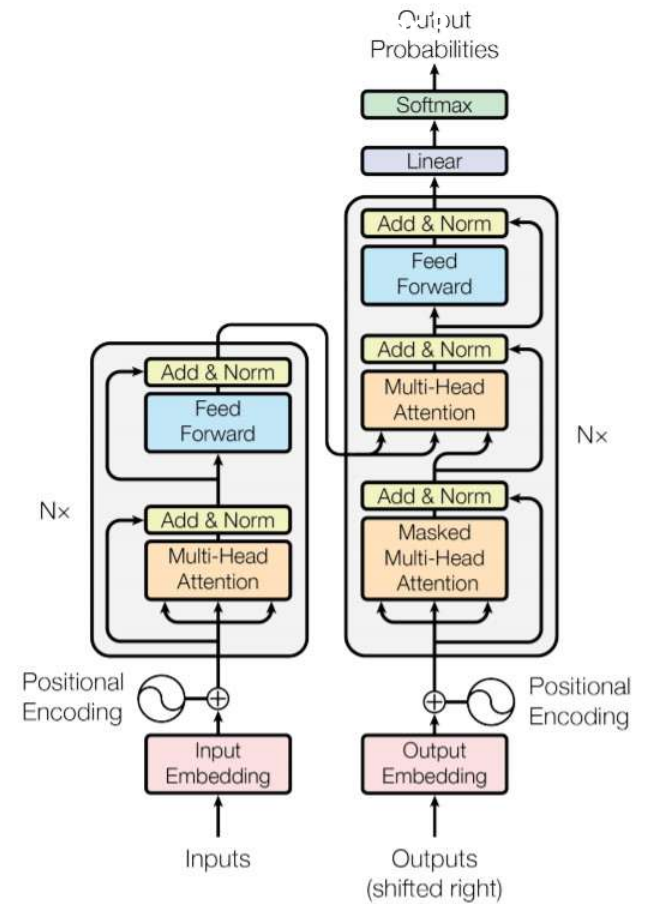 Output
Probabilities
Softmax
Linear
Add & Norm
Feed
Forward
Add & Norm
Multi-Head
Attention
Add & Norm
Masked
Multi-Head
Attention
Nx
Add & Norm
Feed
Forward
Add & Norm
Multi-Head
Attention
Nx
Positional
Encoding
Positional
Encoding
Input
Embedding
Output
Embedding
Inputs
Outputs
(shifted right)